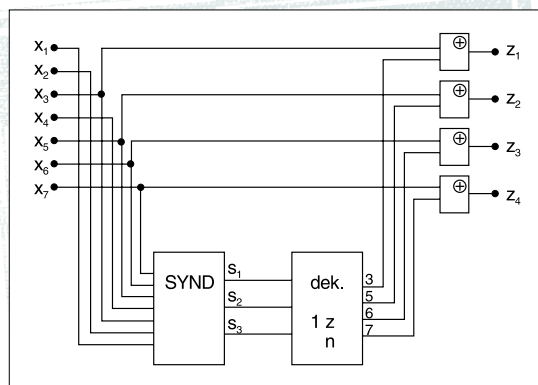 x₁
x₂
x₃
x₄
x₅
x₆
x₇
⊕ z₁
⊕ z₂
⊕ z₃
⊕ z₄
SYND
s₁
s₂
s₃
dek.
1 z
n
3
5
6
7